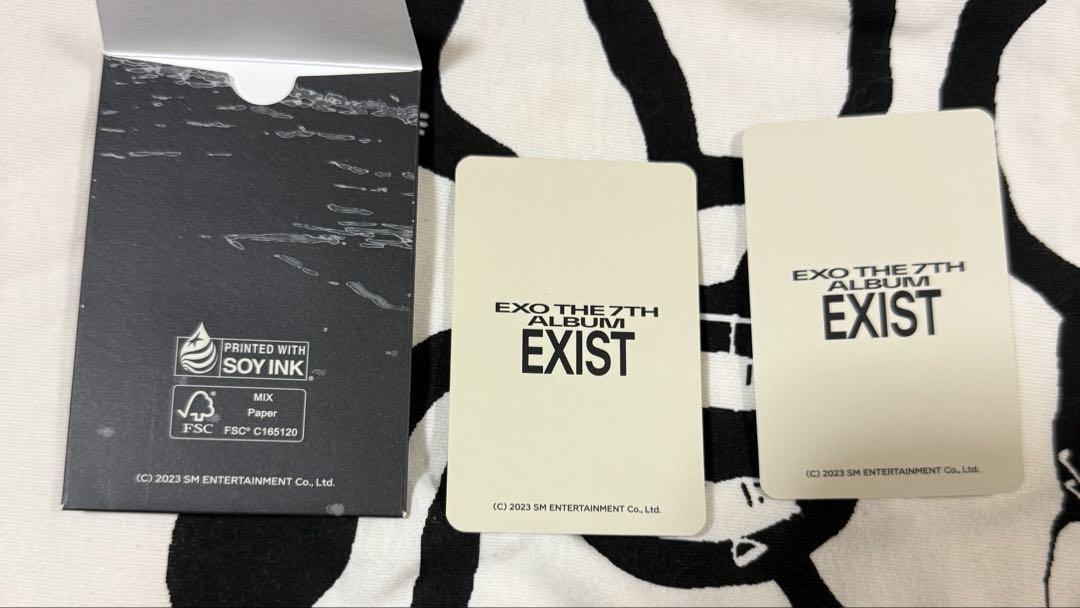 PRINTED WITH
SOY INK
®
FSC
MIX
Paper
FSC® C165120
(C) 2023 SM ENTERTAINMENT Co., Ltd.
EXO THE 7TH
ALBUM
EXIST
(C) 2023 SM ENTERTAINMENT Co., Ltd.
EXO THE 7TH
ALBUM
EXIST
(C) 2023 SM ENTERTAINMENT Co., Ltd.